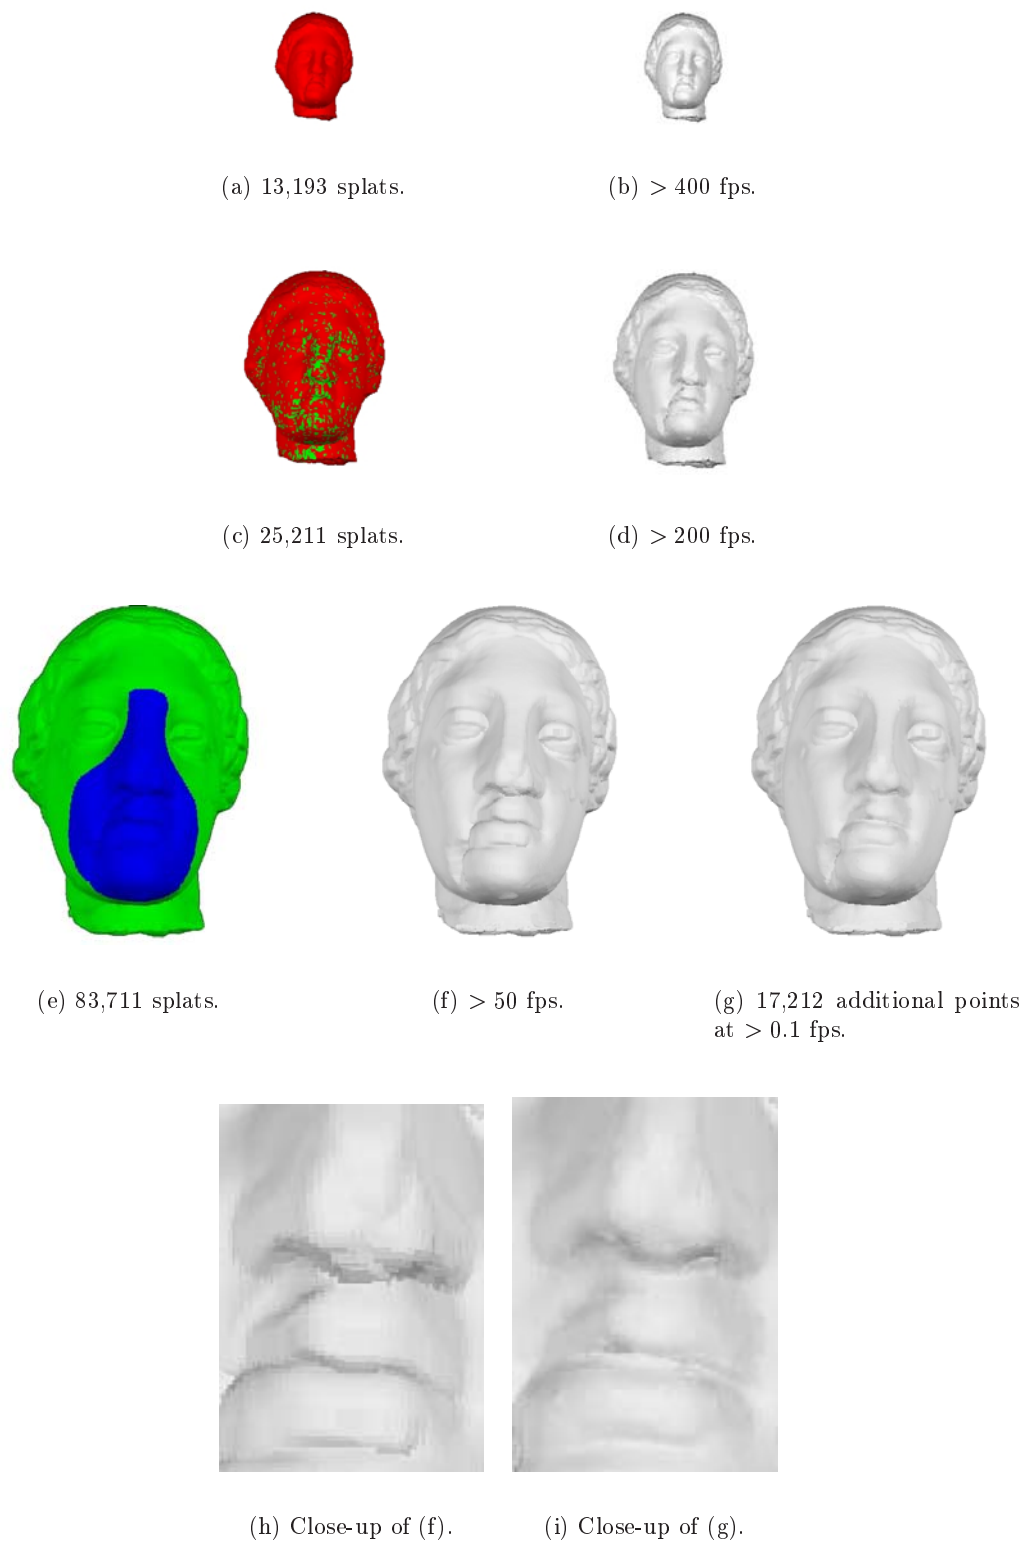 (a) 13,193 splats.
(b) > 400 fps.
(c) 25,211 splats.
(d) > 200 fps.
(e) 83,711 splats.
(f) > 50 fps.
(g) 17,212 additional points
at > 0.1 fps.
(h) Close-up of (f).
(i) Close-up of (g).